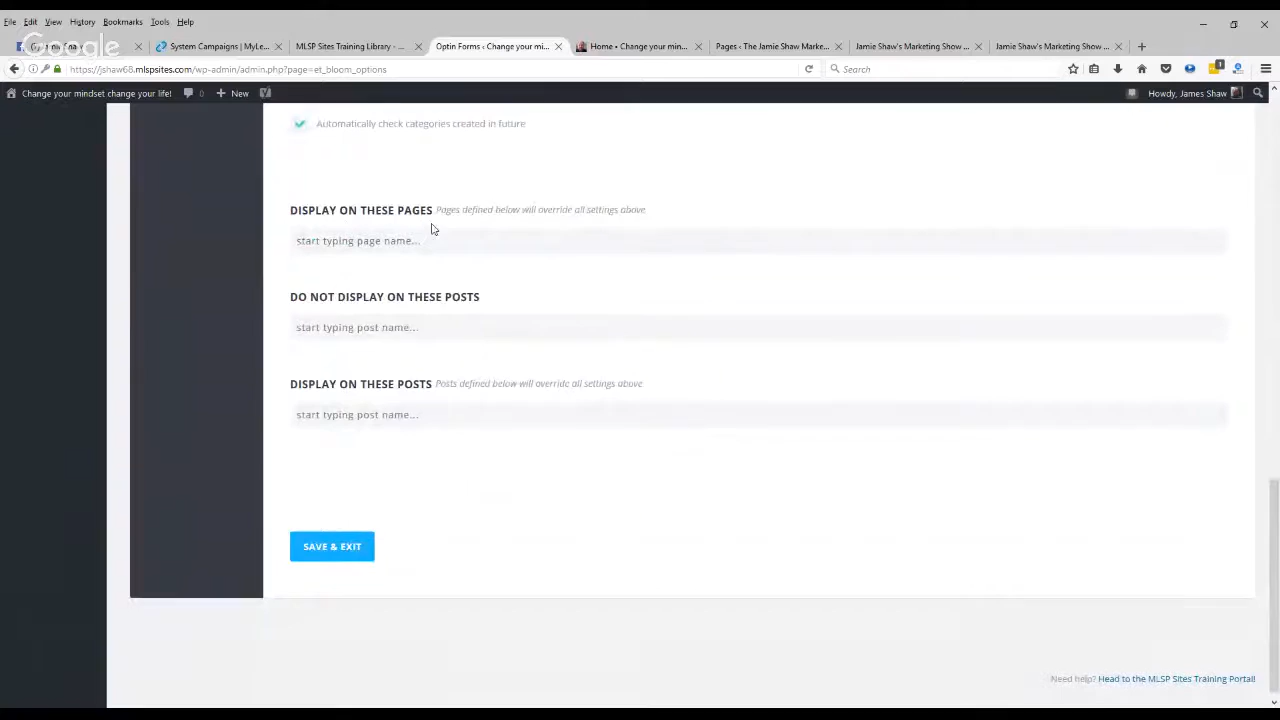 File Edit View History Bookmarks Tools Help
Google
System Campaigns | MyLe...
MLSP Sites Training Library - ...
Optin Forms ‹ Change your mi...
Home • Change your min...
Pages ‹ The Jamie Shaw Marke...
Jamie Shaw's Marketing Show ...
Jamie Shaw's Marketing Show ...
https://jshaw68.mlspsites.com/wp-admin/admin.php?page=et_bloom_options
Search
1
Change your mindset change your life! 0 + New
Howdy, James Shaw
Automatically check categories created in future
DISPLAY ON THESE PAGES Pages defined below will override all settings above
start typing page name...
DO NOT DISPLAY ON THESE POSTS
start typing post name...
DISPLAY ON THESE POSTS Posts defined below will override all settings above
start typing post name...
SAVE & EXIT
Need help? Head to the MLSP Sites Training Portal!